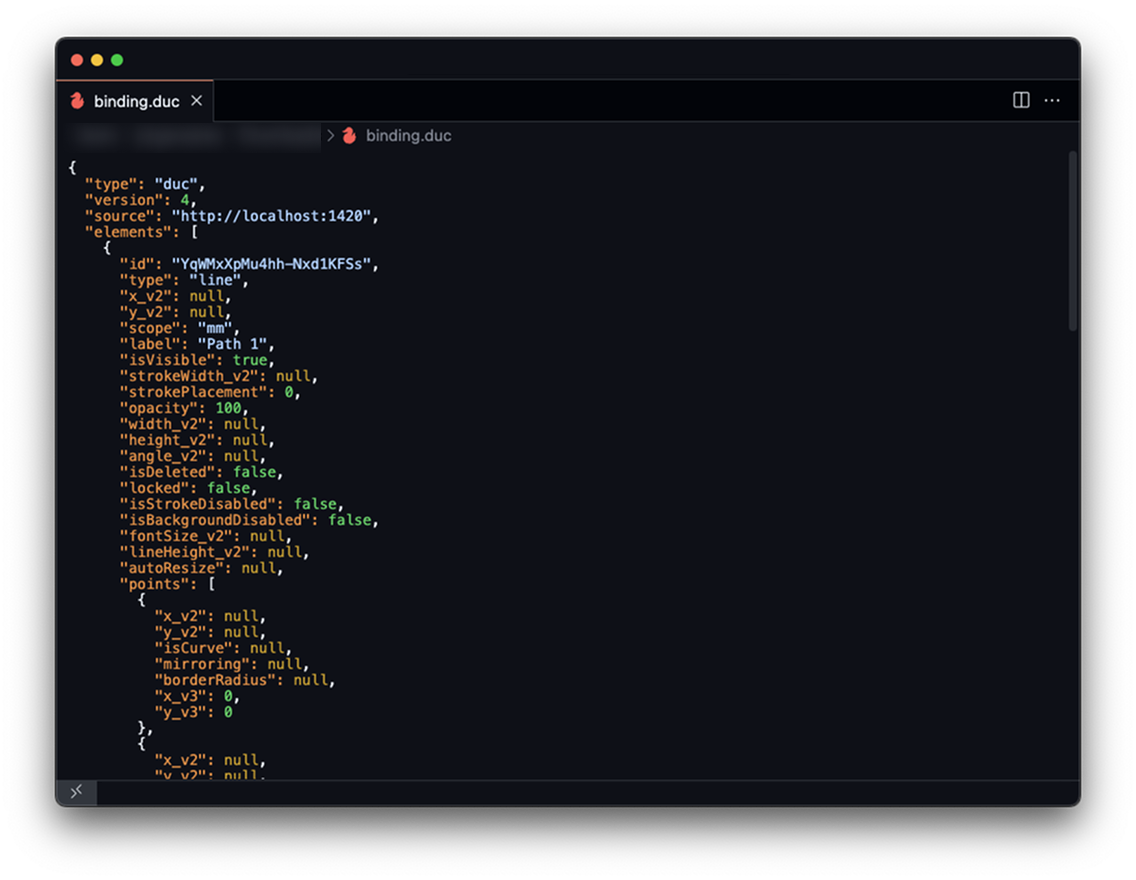 binding.duc
binding.duc
{
"type": "duc",
"version": 4,
"source": "http://localhost:1420",
"elements": [
{
"id": "YqWMxXpMu4hh-Nxd1KFSs",
"type": "line",
"x_v2": null,
"y_v2": null,
"scope": "mm",
"label": "Path 1",
"isVisible": true,
"strokeWidth_v2": null,
"strokePlacement": 0,
"opacity": 100,
"width_v2": null,
"height_v2": null,
"angle_v2": null,
"isDeleted": false,
"locked": false,
"isStrokeDisabled": false,
"isBackgroundDisabled": false,
"fontSize_v2": null,
"lineHeight_v2": null,
"autoResize": null,
"points": [
{
"x_v2": null,
"y_v2": null,
"isCurve": null,
"mirroring": null,
"borderRadius": null,
"x_v3": 0,
"y_v3": 0
},
{
"x_v2": null,
"y_v2": null,